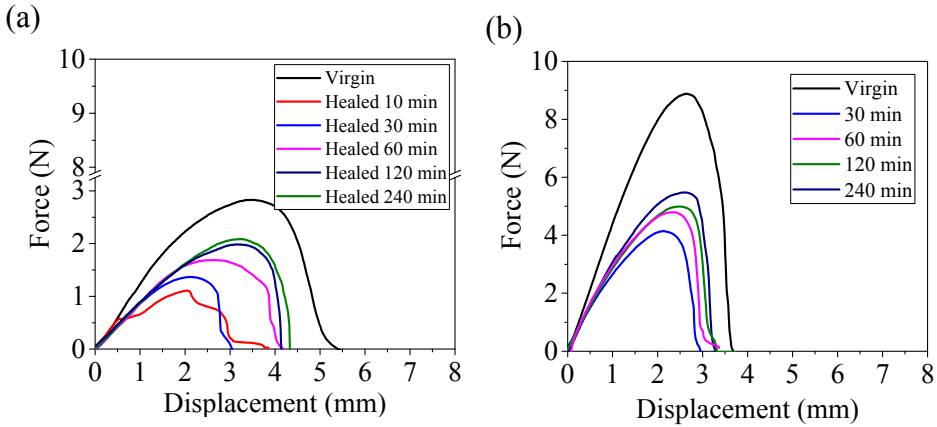 (a)
10
9
8
3
2
1
0
Force (N)
0 1 2 3 4 5 6 7 8
Displacement (mm)
Virgin
Healed 10 min
Healed 30 min
Healed 60 min
Healed 120 min
Healed 240 min
(b)
10
8
6
4
2
0
Force (N)
0 1 2 3 4 5 6 7 8
Displacement (mm)
Virgin
30 min
60 min
120 min
240 min